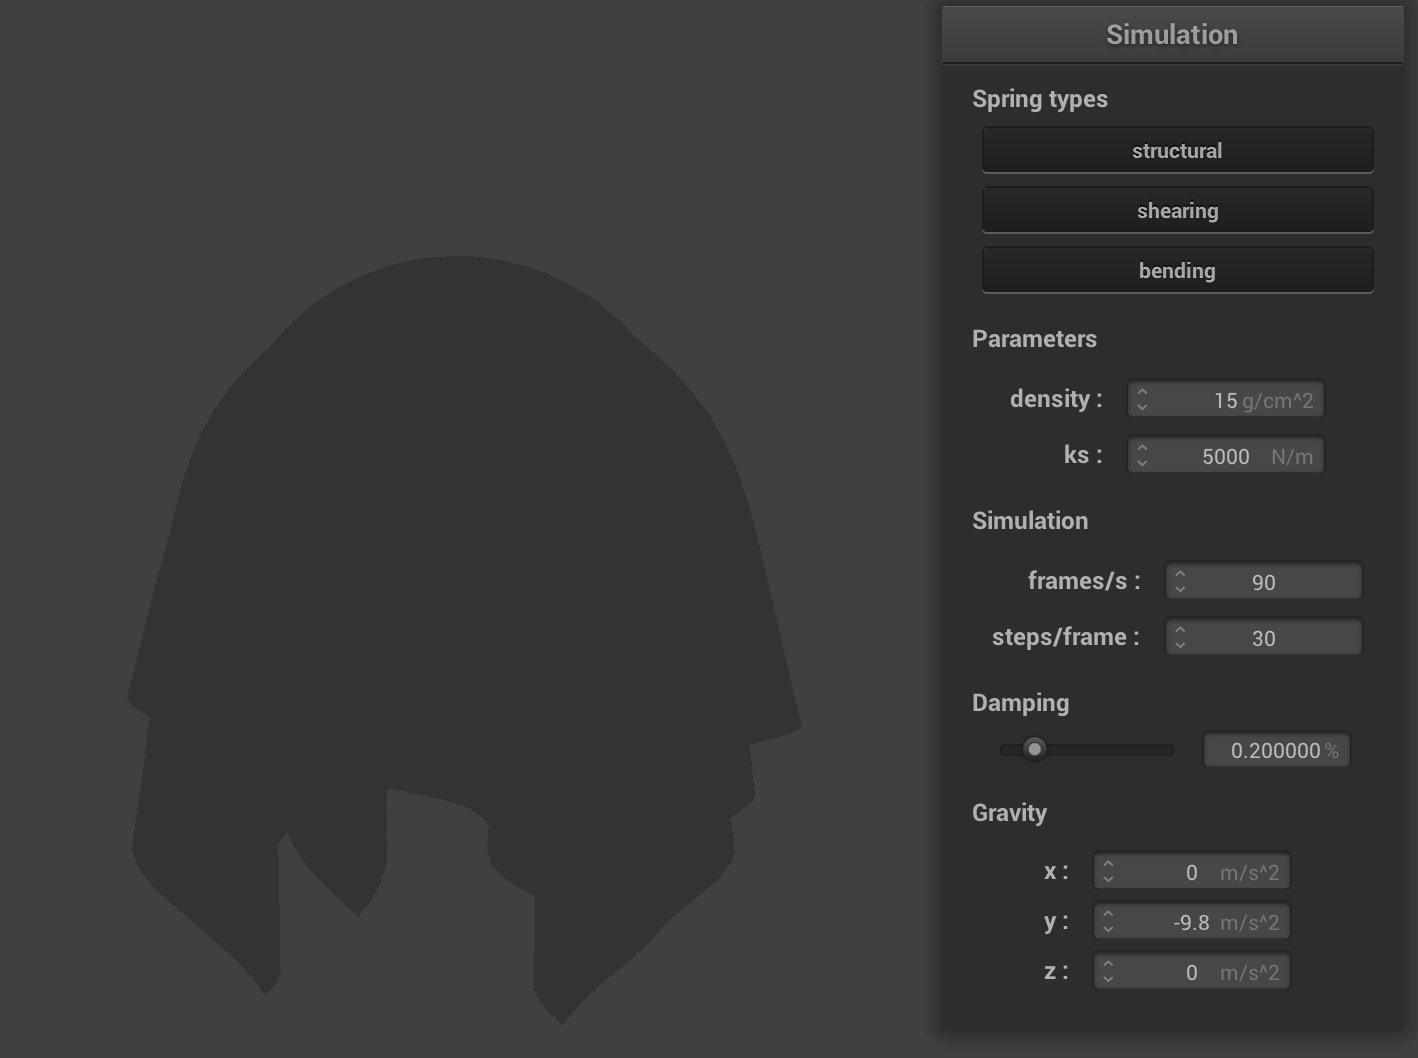 Simulation
Spring types
structural
shearing
bending
Parameters
density : 15 g/cm^2
ks : 5000 N/m
Simulation
frames/s : 90
steps/frame : 30
Damping
0.200000 %
Gravity
x : 0 m/s^2
y : -9.8 m/s^2
z : 0 m/s^2